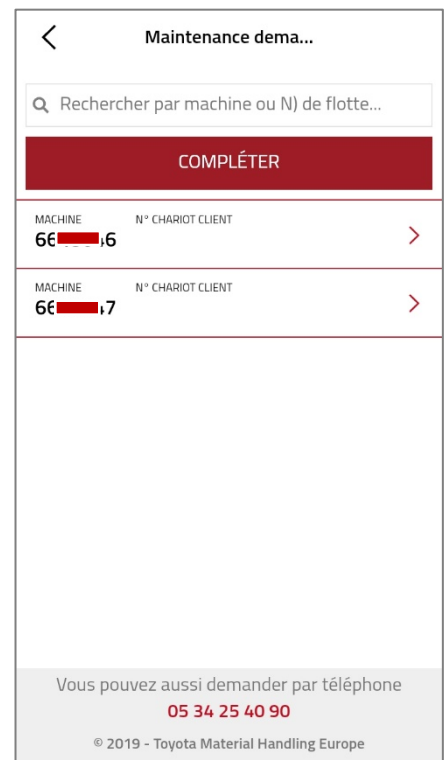 Maintenance dema...
Rechercher par machine ou N) de flotte...
COMPLÉTER
MACHINE N° CHARIOT CLIENT
MACHINE N° CHARIOT CLIENT
Vous pouvez aussi demander par téléphone
05 34 25 40 90
© 2019 - Toyota Material Handling Europe